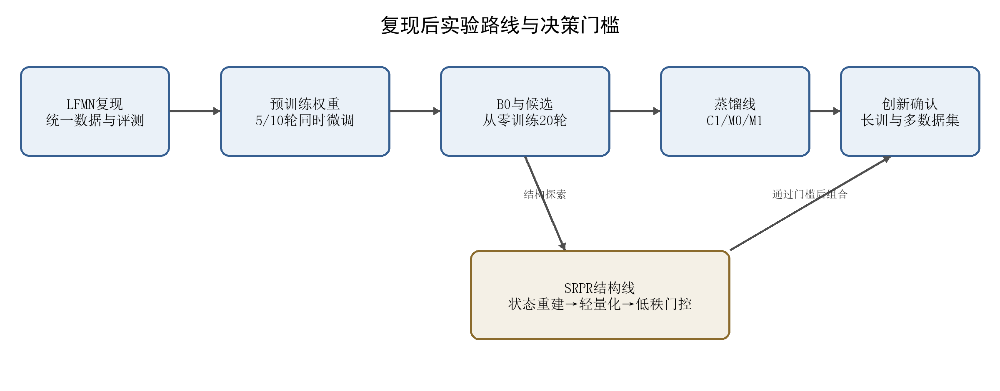 复现后实验路线与决策门槛
LFMN复现
统一数据与评测
预训练权重
5/10轮同时微调
B0与候选
从零训练20轮
蒸馏线
C1/M0/M1
创新确认
长训与多数据集
结构探索
通过门槛后组合
SRPR结构线
状态重建→轻量化→低秩门控